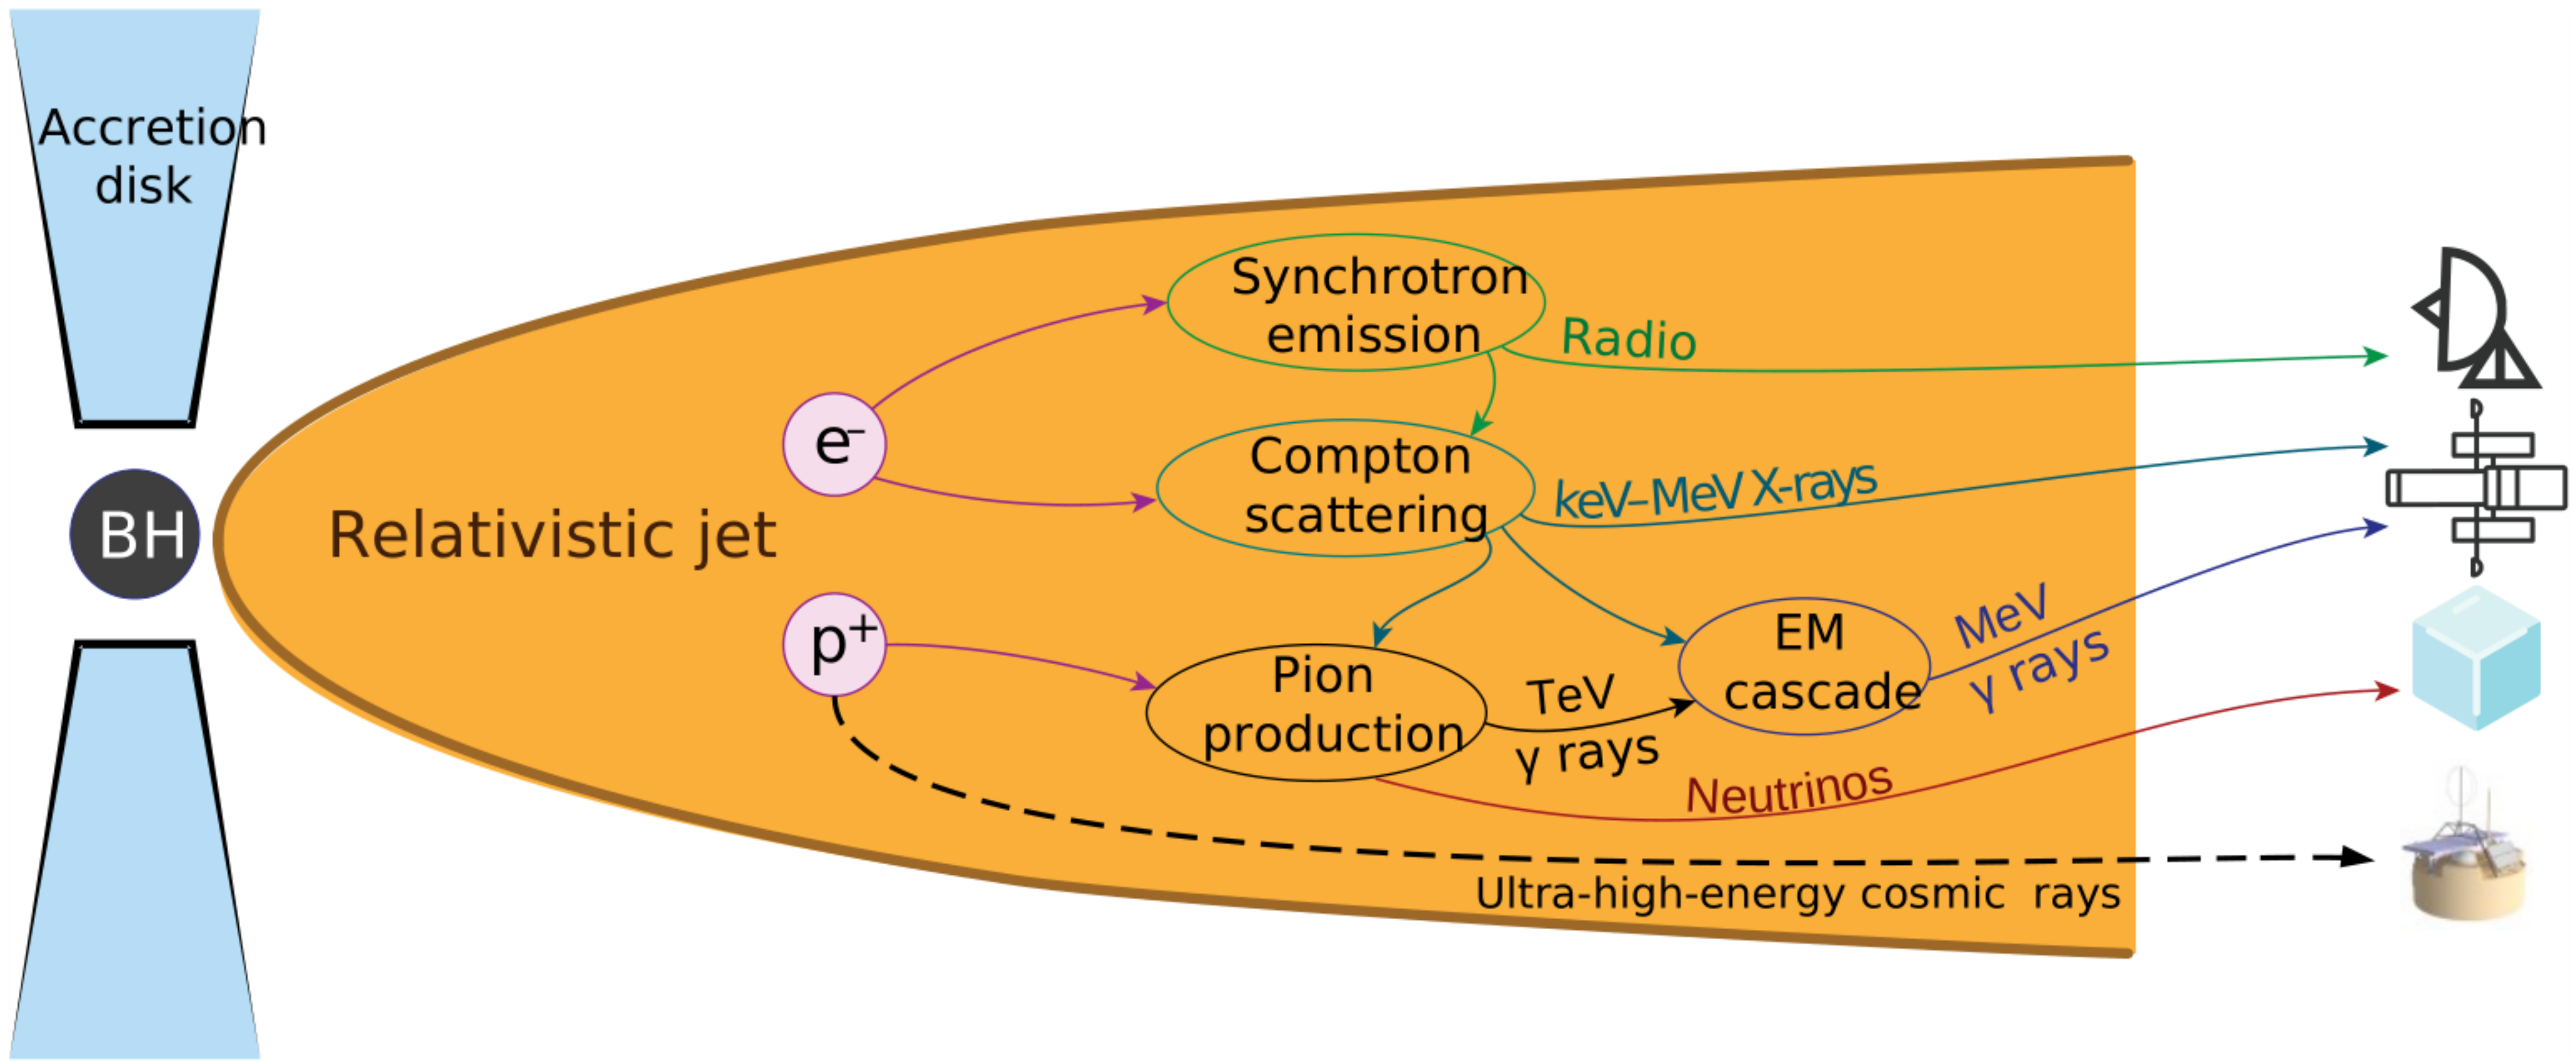 Accretion
disk
BH
Relativistic jet
e–
p+
Synchrotron
emission
Radio
Compton
scattering
keV–MeV X-rays
Pion
production
TeV
γ rays
EM
cascade
MeV
γ rays
Neutrinos
Ultra-high-energy cosmic rays